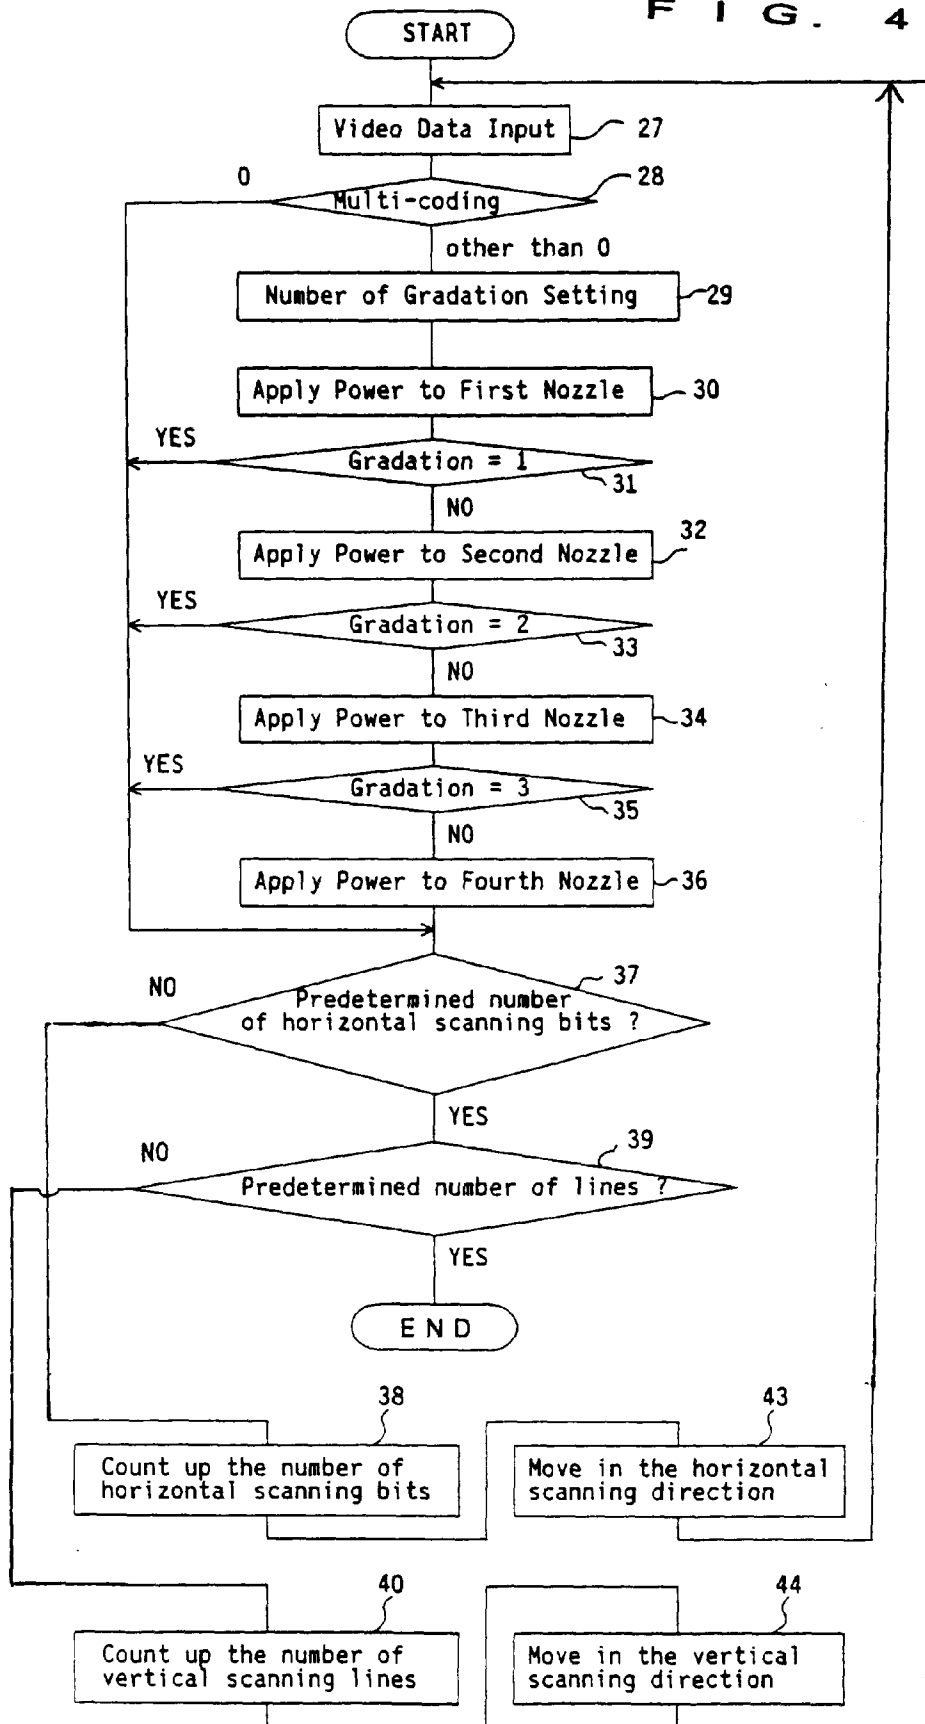 FIG. 4
START
Video Data Input
27
0
Multi-coding
28
other than 0
Number of Gradation Setting
29
Apply Power to First Nozzle
30
YES
Gradation = 1
31
NO
Apply Power to Second Nozzle
32
YES
Gradation = 2
33
NO
Apply Power to Third Nozzle
34
YES
Gradation = 3
35
NO
Apply Power to Fourth Nozzle
36
NO
37
Predetermined number
of horizontal scanning bits ?
YES
NO
39
Predetermined number of lines ?
YES
END
38
Count up the number of
horizontal scanning bits
43
Move in the horizontal
scanning direction
40
Count up the number of
vertical scanning lines
44
Move in the vertical
scanning direction